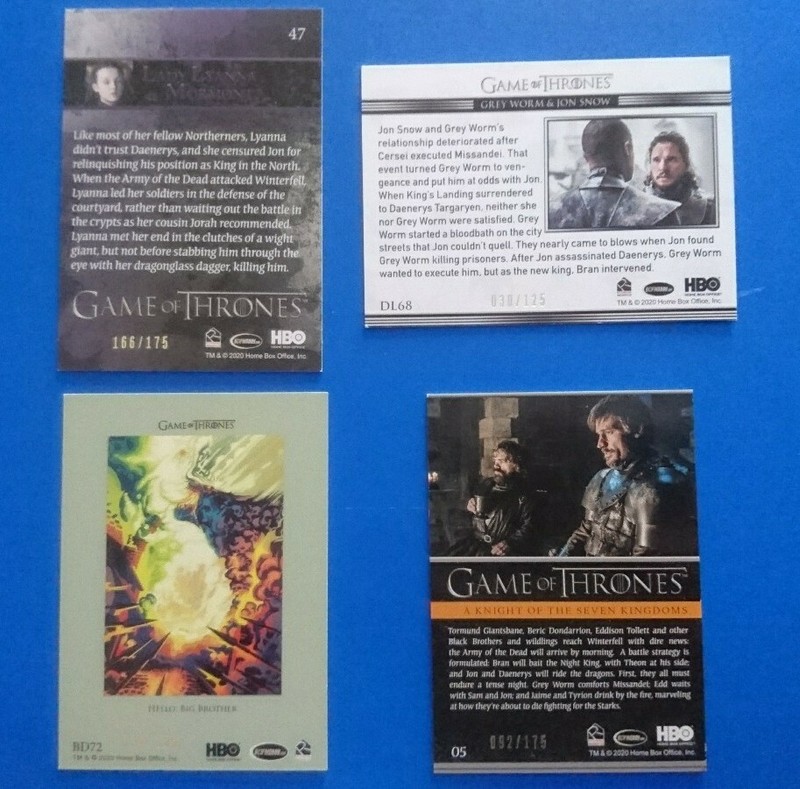 47
LADY LYANNA
MORMONT
Like most of her fellow Northerners, Lyanna
didn't trust Daenerys, and she censured Jon for
relinquishing his position as King in the North.
When the Army of the Dead attacked Winterfell,
Lyanna led her soldiers in the defense of the
courtyard, rather than waiting out the battle in
the crypts as her cousin Jorah recommended.
Lyanna met her end in the clutches of a wight
giant, but not before stabbing him through the
eye with her dragonglass dagger, killing him.
GAME OF THRONES™
166/175
HBO
TM & © 2020 Home Box Office, Inc.
GAME OF THRONES
GREY WORM & JON SNOW
Jon Snow and Grey Worm's
relationship deteriorated after
Cersei executed Missandei. That
event turned Grey Worm to ven-
geance and put him at odds with Jon.
When King's Landing surrendered
to Daenerys Targaryen, neither she
nor Grey Worm were satisfied. Grey
Worm started a bloodbath on the city
streets that Jon couldn't quell. They nearly came to blows when Jon found
Grey Worm killing prisoners. After Jon assassinated Daenerys, Grey Worm
wanted to execute him, but as the new king, Bran intervened.
DL68
030/125
HBO
TM & © 2020 Home Box Office, Inc.
GAME OF THRONES
HELLO, BIG BROTHER
BD72
HBO
TM & © 2020 Home Box Office, Inc.
GAME OF THRONES™
A KNIGHT OF THE SEVEN KINGDOMS
Tormund Giantsbane, Beric Dondarrion, Eddison Tollett and other
Black Brothers and wildlings reach Winterfell with dire news:
the Army of the Dead will arrive by morning. A battle strategy is
formulated: Bran will bait the Night King, with Theon at his side;
and Jon and Daenerys will ride the dragons. First, they all must
endure a tense night. Grey Worm comforts Missandei; Edd waits
with Sam and Jon; and Jaime and Tyrion drink by the fire, marveling
at how they're about to die fighting for the Starks.
05
092/175
HBO
TM & © 2020 Home Box Office, Inc.